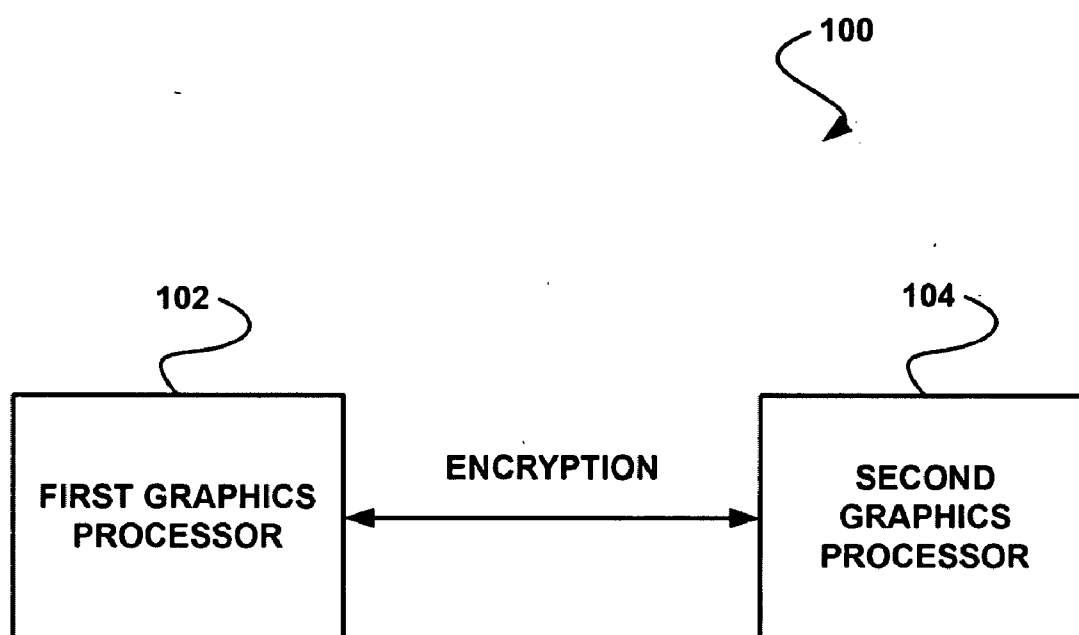 100
102
104
ENCRYPTION
FIRST GRAPHICS
PROCESSOR
SECOND
GRAPHICS
PROCESSOR